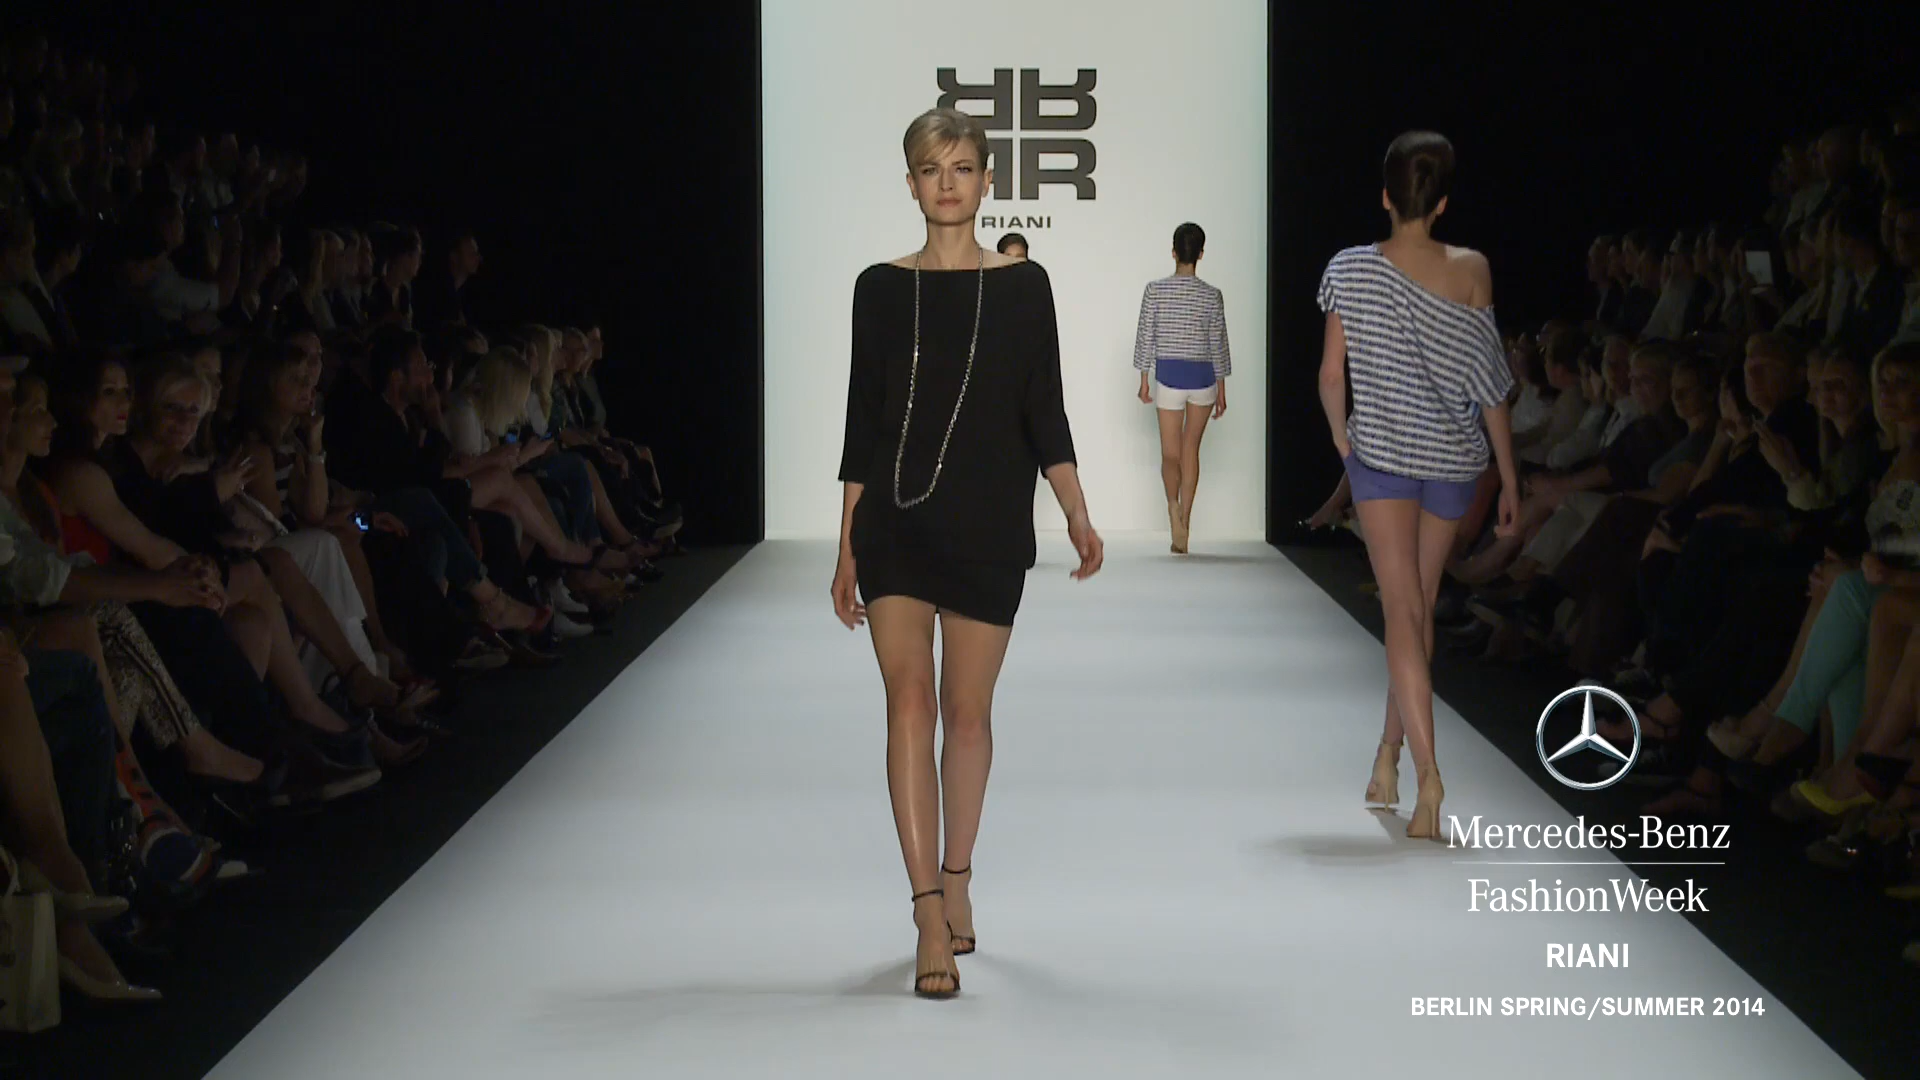 RIANI
Mercedes-Benz
FashionWeek
RIANI
BERLIN SPRING/SUMMER 2014